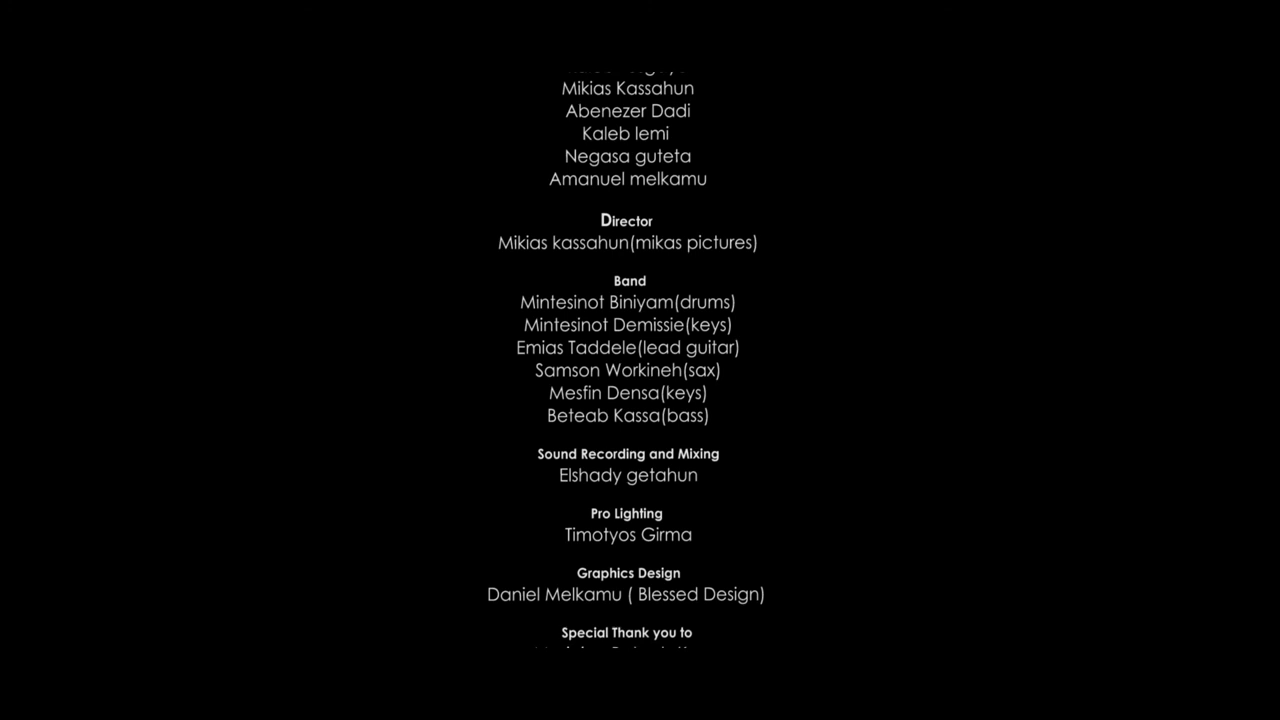 Mikias Kassahun
Abenezer Dadi
Kaleb lemi
Negasa guteta
Amanuel melkamu
Director
Mikias kassahun(mikas pictures)
Band
Mintesinot Biniyam(drums)
Mintesinot Demissie(keys)
Emias Taddele(lead guitar)
Samson Workineh(sax)
Mesfin Densa(keys)
Beteab Kassa(bass)
Sound Recording and Mixing
Elshady getahun
Pro Lighting
Timotyos Girma
Graphics Design
Daniel Melkamu ( Blessed Design)
Special Thank you to